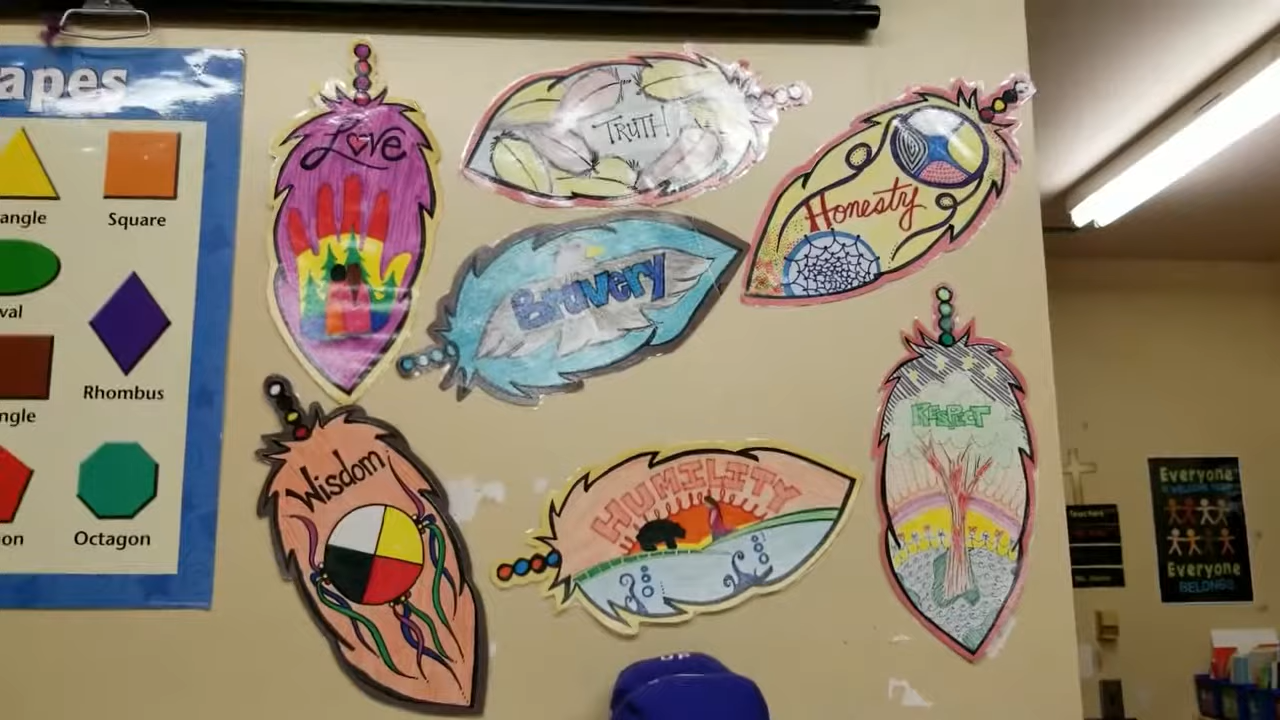 apes
angle
Square
val
Rhombus
ngle
on
Octagon
Love
TRUTH
Honesty
Bravery
RESPECT
Wisdom
HUMILITY
Everyone
Everyone
BELONGS